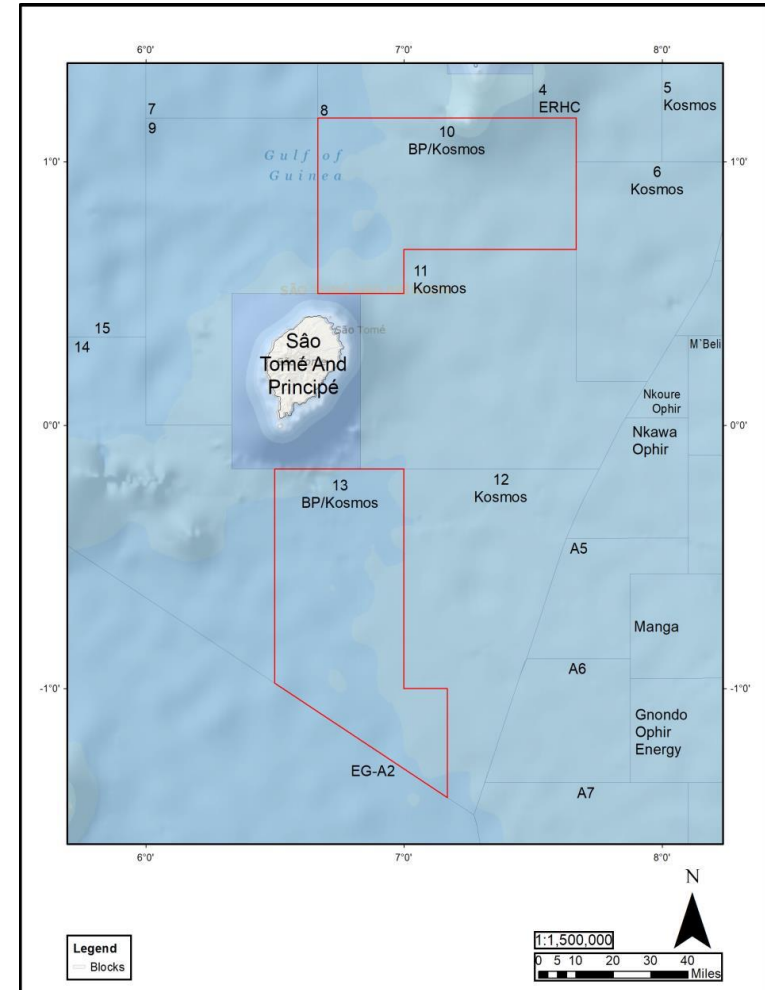 6°0'
7°0'
8°0'
7
9
8
4
ERHC
5
Kosmos
10
BP/Kosmos
Gulf of
Guinea
1°0'
1°0'
6
Kosmos
11
Kosmos
15
14
São Tomé
Sâo
Tomé And
Principé
M`Beli
Nkoure
Ophir
0°0'
0°0'
Nkawa
Ophir
13
BP/Kosmos
12
Kosmos
A5
Manga
A6
-1°0'
-1°0'
Gnondo
Ophir
Energy
EG-A2
A7
6°0'
7°0'
8°0'
N
Legend
Blocks
1:1,500,000
0 5 10 20 30 40
Miles